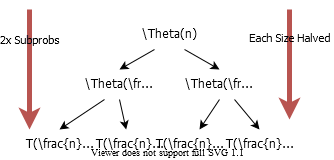 \Theta(n)
2x Subprobs
Each Size Halved
\Theta(\fr...
\Theta(\fr...
T(\frac{n}...
T(\frac{n}...
T(\frac{n}...
T(\frac{n}...
Viewer does not support full SVG 1.1